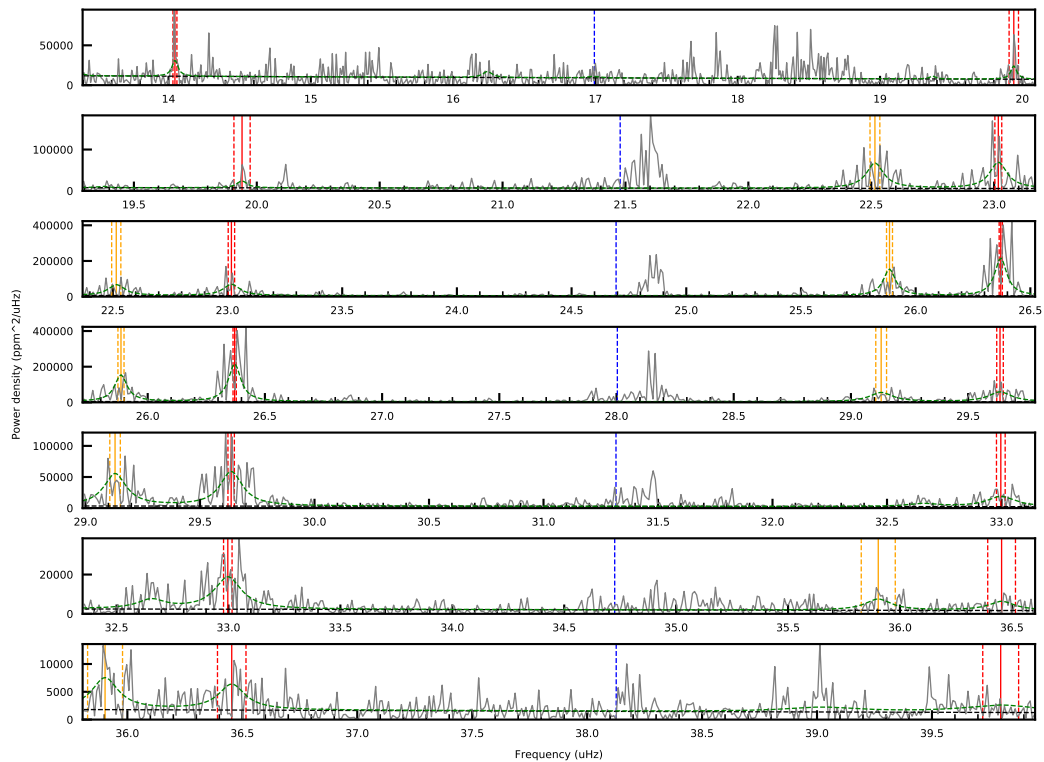 50000
0
14 15 16 17 18 19 20
100000
0
19.5 20.0 20.5 21.0 21.5 22.0 22.5 23.0
400000
200000
0
22.5 23.0 23.5 24.0 24.5 25.0 25.5 26.0 26.5
400000
200000
0
26.0 26.5 27.0 27.5 28.0 28.5 29.0 29.5
Power density (ppm^2/uHz)
100000
50000
0
29.0 29.5 30.0 30.5 31.0 31.5 32.0 32.5 33.0
20000
0
32.5 33.0 33.5 34.0 34.5 35.0 35.5 36.0 36.5
10000
5000
0
36.0 36.5 37.0 37.5 38.0 38.5 39.0 39.5
Frequency (uHz)